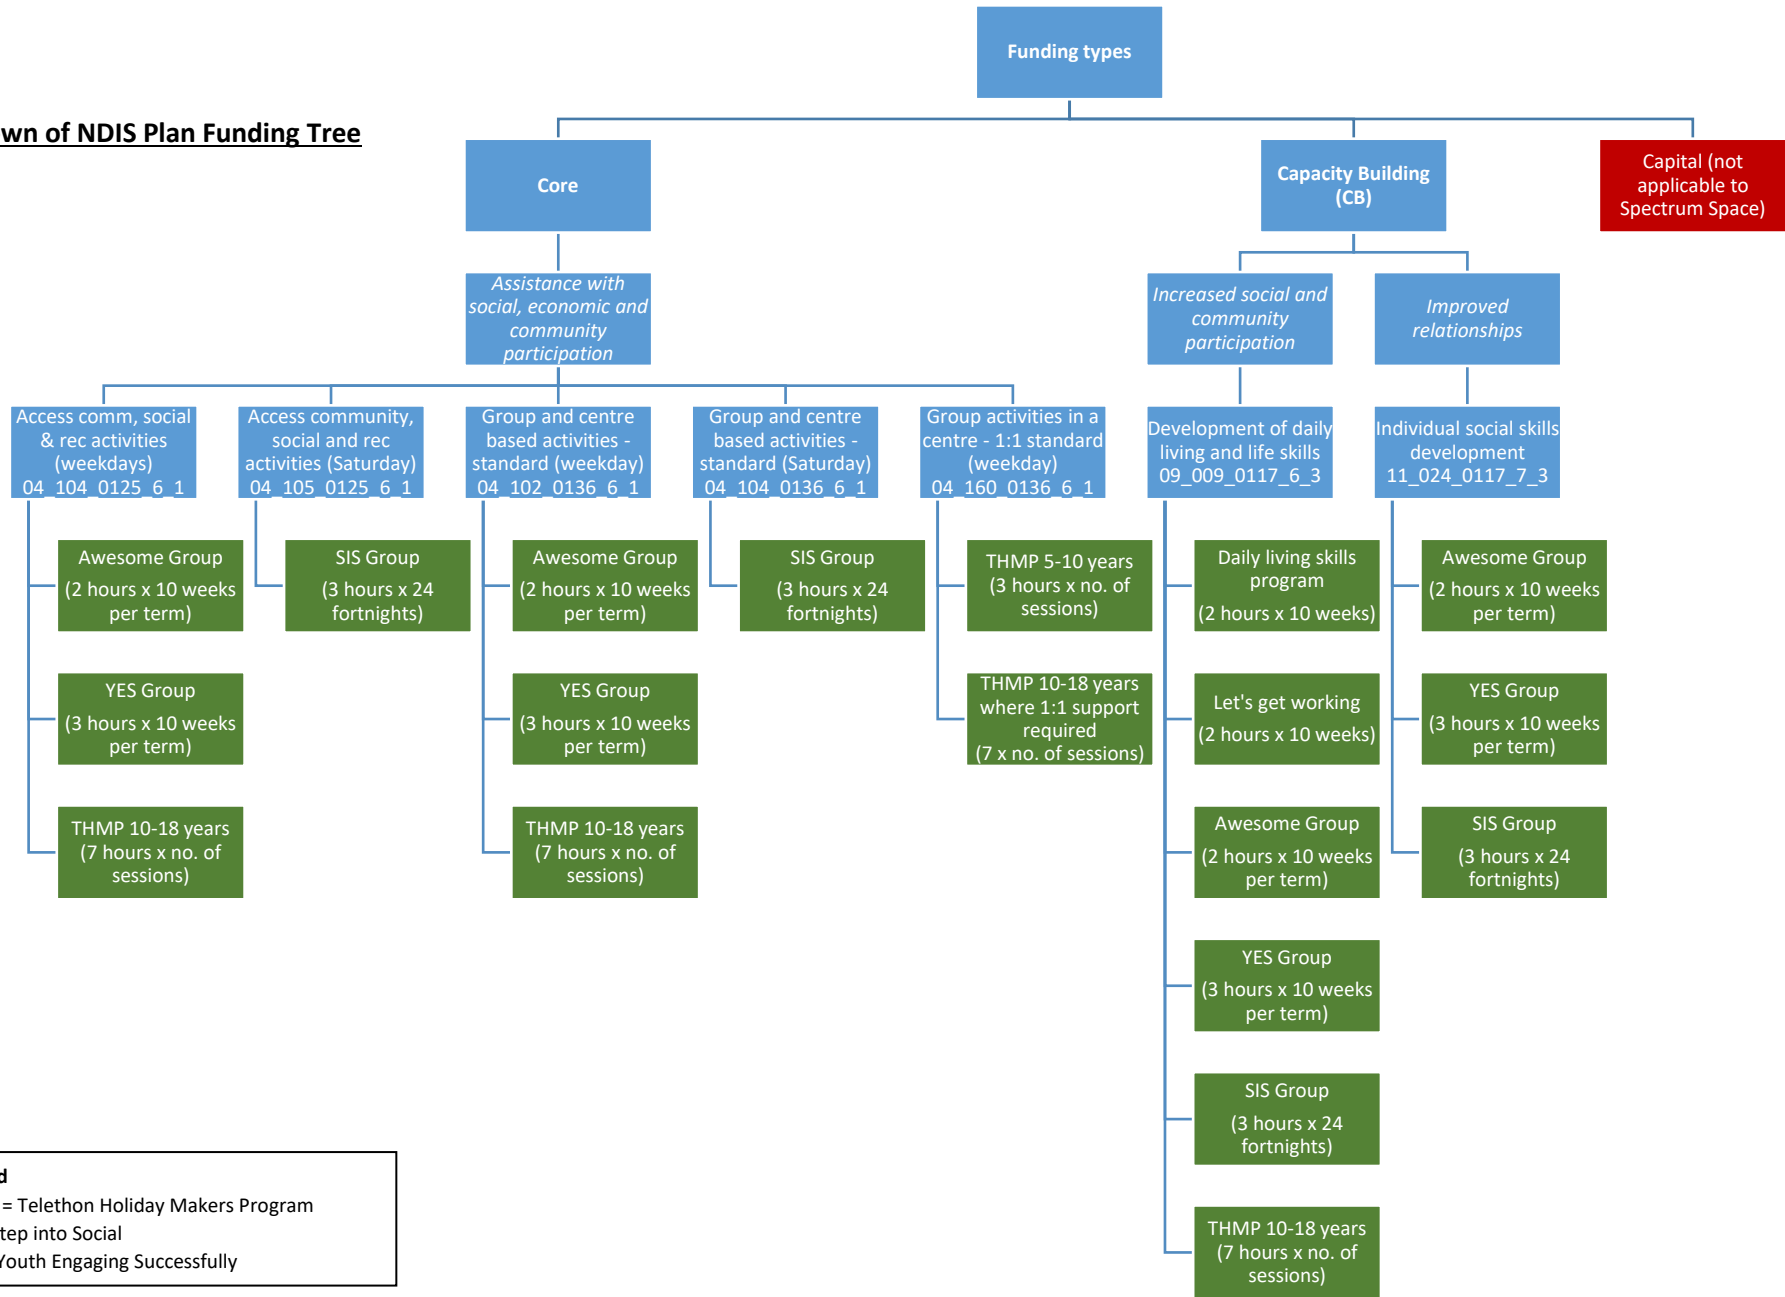 Funding types
wn of NDIS Plan Funding Tree
Core
Capacity Building
(CB)
Capital (not
applicable to
Spectrum Space)
Assistance with
social, economic and
community
participation
Increased social and
community
participation
Improved
relationships
Access comm, social
& rec activities
(weekdays)
04_104_0125_6_1
Access community,
social and rec
activities (Saturday)
04_105_0125_6_1
Group and centre
based activities -
standard (weekday)
04_102_0136_6_1
Group and centre
based activities -
standard (Saturday)
04_104_0136_6_1
Group activities in a
centre - 1:1 standard
(weekday)
04_160_0136_6_1
Development of daily
living and life skills
09_009_0117_6_3
Individual social skills
development
11_024_0117_7_3
Awesome Group
(2 hours x 10 weeks
per term)
YES Group
(3 hours x 10 weeks
per term)
THMP 10-18 years
(7 hours x no. of
sessions)
SIS Group
(3 hours x 24
fortnights)
Awesome Group
(2 hours x 10 weeks
per term)
YES Group
(3 hours x 10 weeks
per term)
THMP 10-18 years
(7 hours x no. of
sessions)
SIS Group
(3 hours x 24
fortnights)
THMP 5-10 years
(3 hours x no. of
sessions)
THMP 10-18 years
where 1:1 support
required
(7 x no. of sessions)
Daily living skills
program
(2 hours x 10 weeks)
Let's get working
(2 hours x 10 weeks)
Awesome Group
(2 hours x 10 weeks
per term)
YES Group
(3 hours x 10 weeks
per term)
SIS Group
(3 hours x 24
fortnights)
THMP 10-18 years
(7 hours x no. of
sessions)
Awesome Group
(2 hours x 10 weeks
per term)
YES Group
(3 hours x 10 weeks
per term)
SIS Group
(3 hours x 24
fortnights)
d
= Telethon Holiday Makers Program
tep into Social
Youth Engaging Successfully